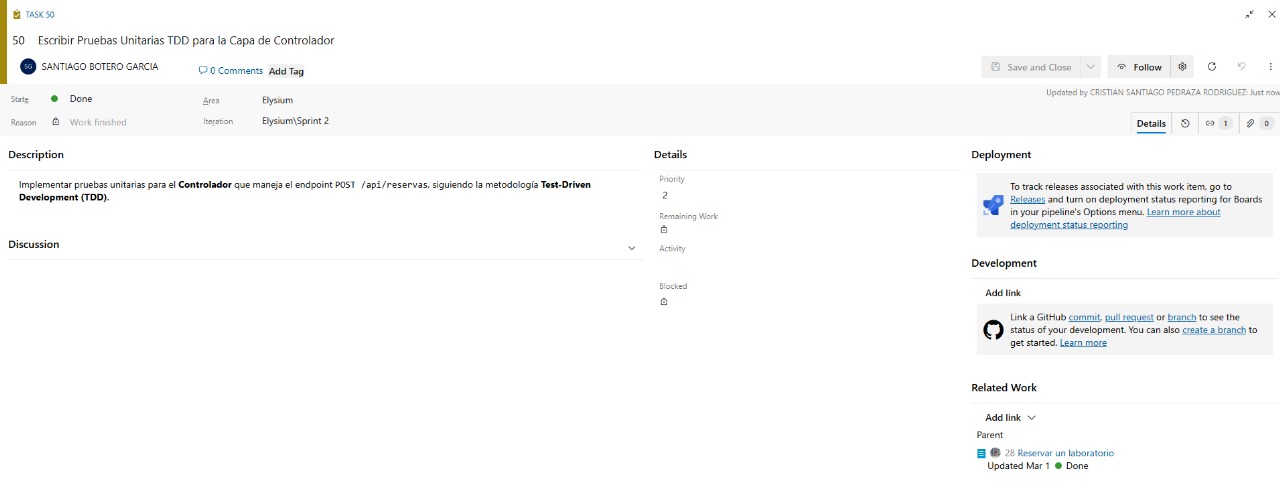 TASK 50
50 Escribir Pruebas Unitarias TDD para la Capa de Controlador
SG SANTIAGO BOTERO GARCIA
0 Comments Add Tag
Save and Close
Follow
State Done
Area Elysium
Updated by CRISTIAN SANTIAGO PEDRAZA RODRIGUEZ: Just now
Reason Work finished
Iteration Elysium\Sprint 2
Details 1 0
Description
Implementar pruebas unitarias para el Controlador que maneja el endpoint POST /api/reservas, siguiendo la metodología Test-Driven
Development (TDD).
Discussion
Details
Priority
2
Remaining Work
Activity
Blocked
Deployment
To track releases associated with this work item, go to
Releases and turn on deployment status reporting for Boards
in your pipeline's Options menu. Learn more about
deployment status reporting
Development
Add link
Link a GitHub commit, pull request or branch to see the
status of your development. You can also create a branch to
get started. Learn more
Related Work
Add link
Parent
28 Reservar un laboratorio
Updated Mar 1 Done